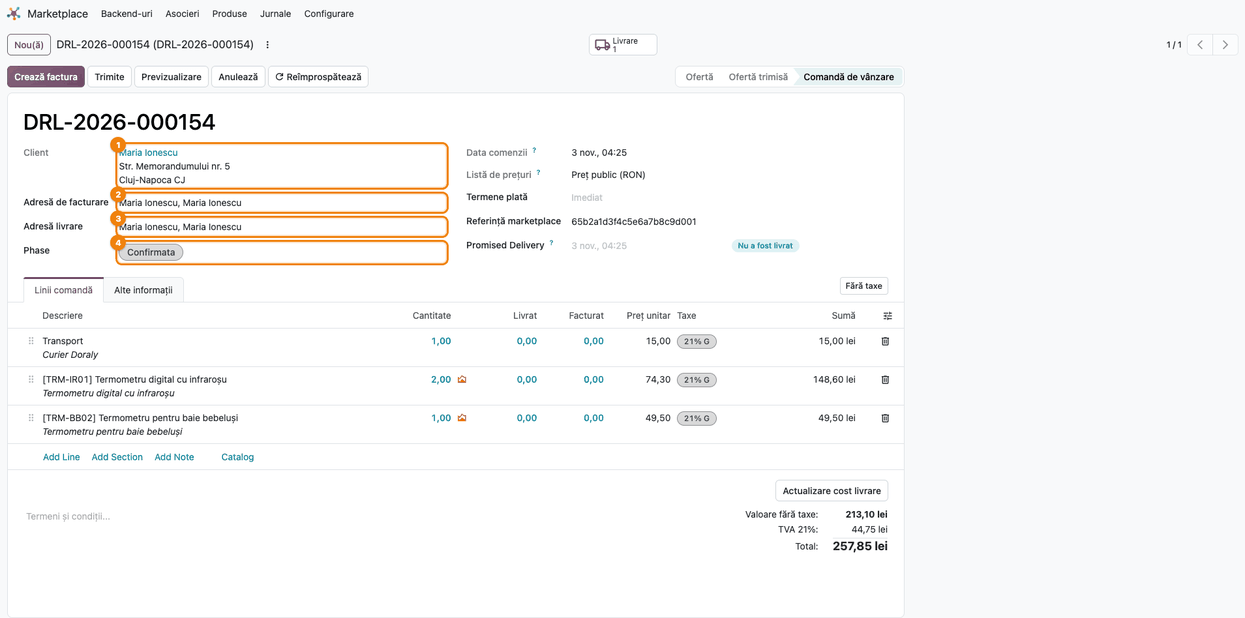 Marketplace Backend-uri Asocieri Produse Jurnale Configurare
Nou(ă) DRL-2026-000154 (DRL-2026-000154) Livrare 1 1 / 1
Crează factura Trimite Previzualizare Anulează Reîmprospătează Ofertă Ofertă trimisă Comandă de vânzare
DRL-2026-000154
Client 1 Maria Ionescu
Str. Memorandumului nr. 5
Cluj-Napoca CJ
Adresă de facturare 2 Maria Ionescu, Maria Ionescu
Adresă livrare 3 Maria Ionescu, Maria Ionescu
Phase 4 Confirmata
Data comenzii ? 3 nov., 04:25
Listă de prețuri ? Preț public (RON)
Termene plată Imediat
Referință marketplace 65b2a1d3f4c5e6a7b8c9d001
Promised Delivery ? 3 nov., 04:25 Nu a fost livrat
Linii comandă Alte informații Fără taxe
Descriere Cantitate Livrat Facturat Preț unitar Taxe Sumă
Transport 1,00 0,00 0,00 15,00 21% G 15,00 lei
Curier Doraly
[TRM-IR01] Termometru digital cu infraroșu 2,00 0,00 0,00 74,30 21% G 148,60 lei
Termometru digital cu infraroșu
[TRM-BB02] Termometru pentru baie bebeluși 1,00 0,00 0,00 49,50 21% G 49,50 lei
Termometru pentru baie bebeluși
Add Line Add Section Add Note Catalog
Actualizare cost livrare
Termeni și condiții...
Valoare fără taxe: 213,10 lei
TVA 21%: 44,75 lei
Total: 257,85 lei